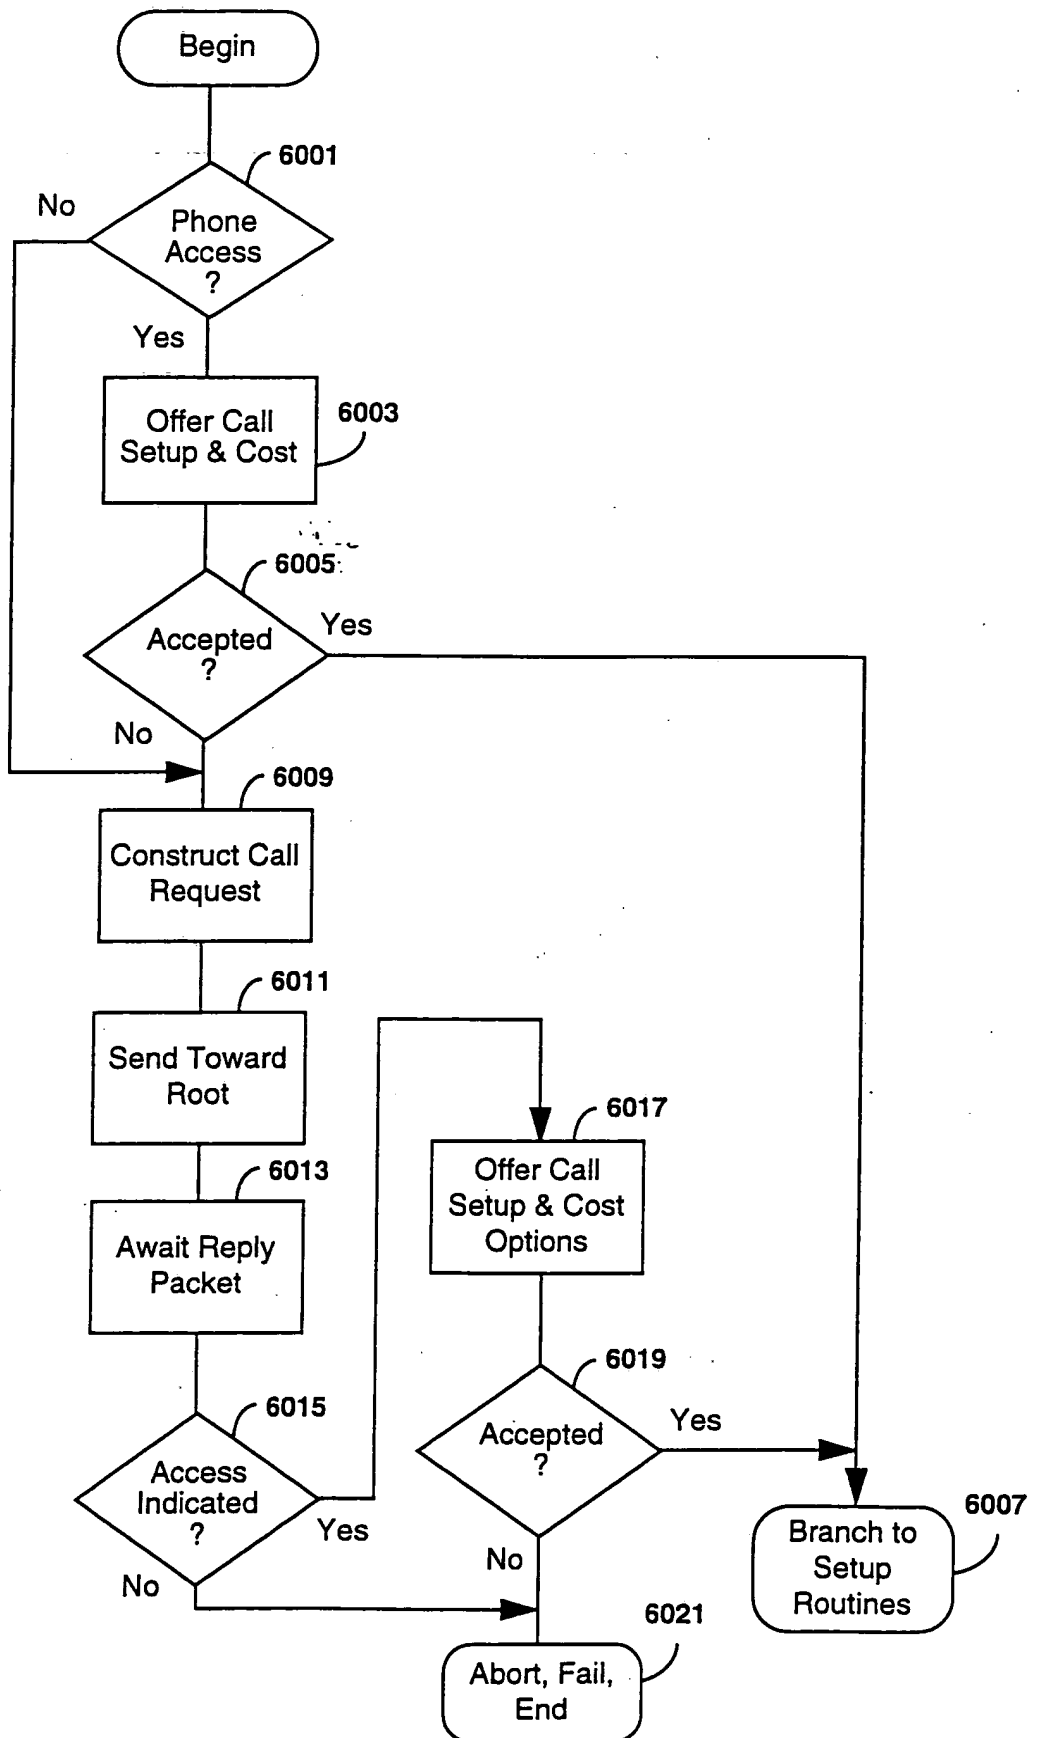 Begin
6001
No
Phone
Access
?
Yes
Offer Call
Setup & Cost
6003
6005
Accepted
?
Yes
No
6009
Construct Call
Request
6011
Send Toward
Root
6013
Await Reply
Packet
6015
Access
Indicated
?
Yes
No
6017
Offer Call
Setup & Cost
Options
6019
Accepted
?
Yes
No
6007
Branch to
Setup
Routines
6021
Abort, Fail,
End